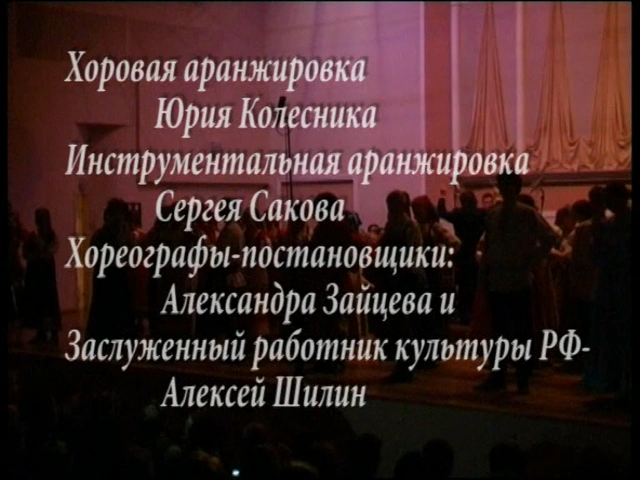 Хоровая аранжировка
Юрия Колесника
Инструментальная аранжировка
Сергея Сакова
Хореографы-постановщики:
Александра Зайцева и
Заслуженный работник культуры РФ-
Алексей Шилин